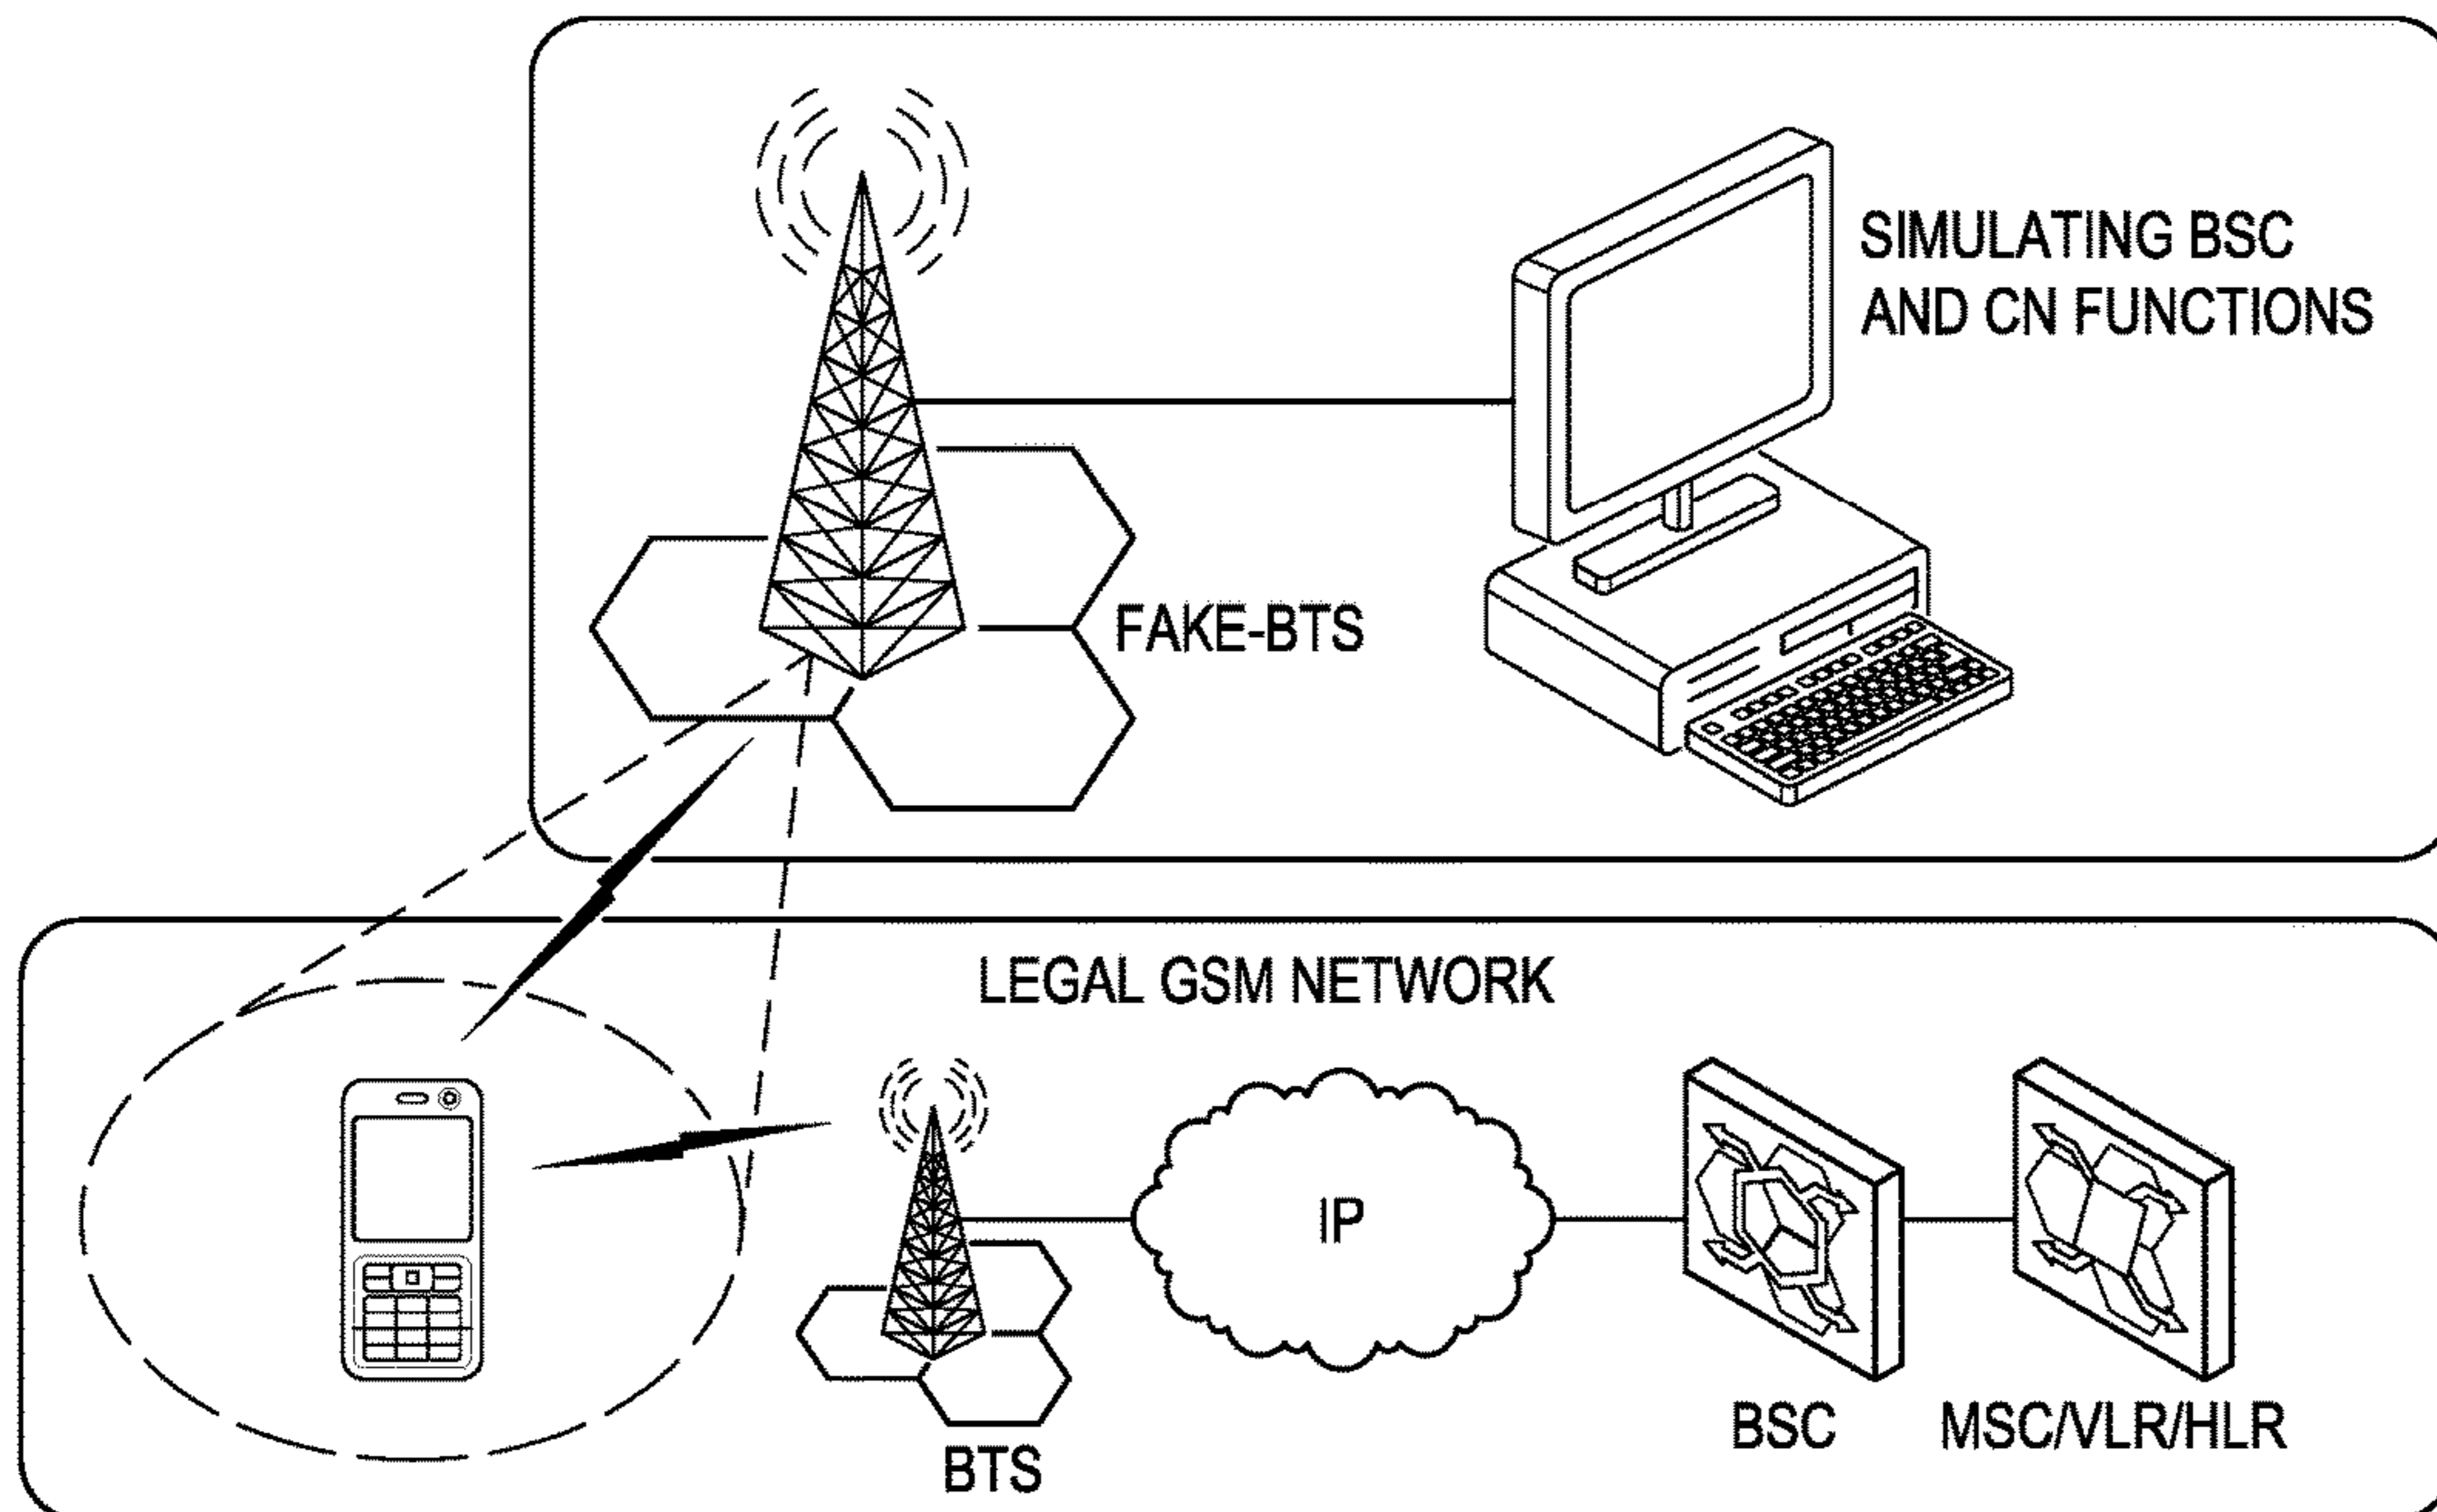 SIMULATING BSC
AND CN FUNCTIONS
FAKE-BTS
LEGAL GSM NETWORK
IP
BTS
BSC
MSC/VLR/HLR